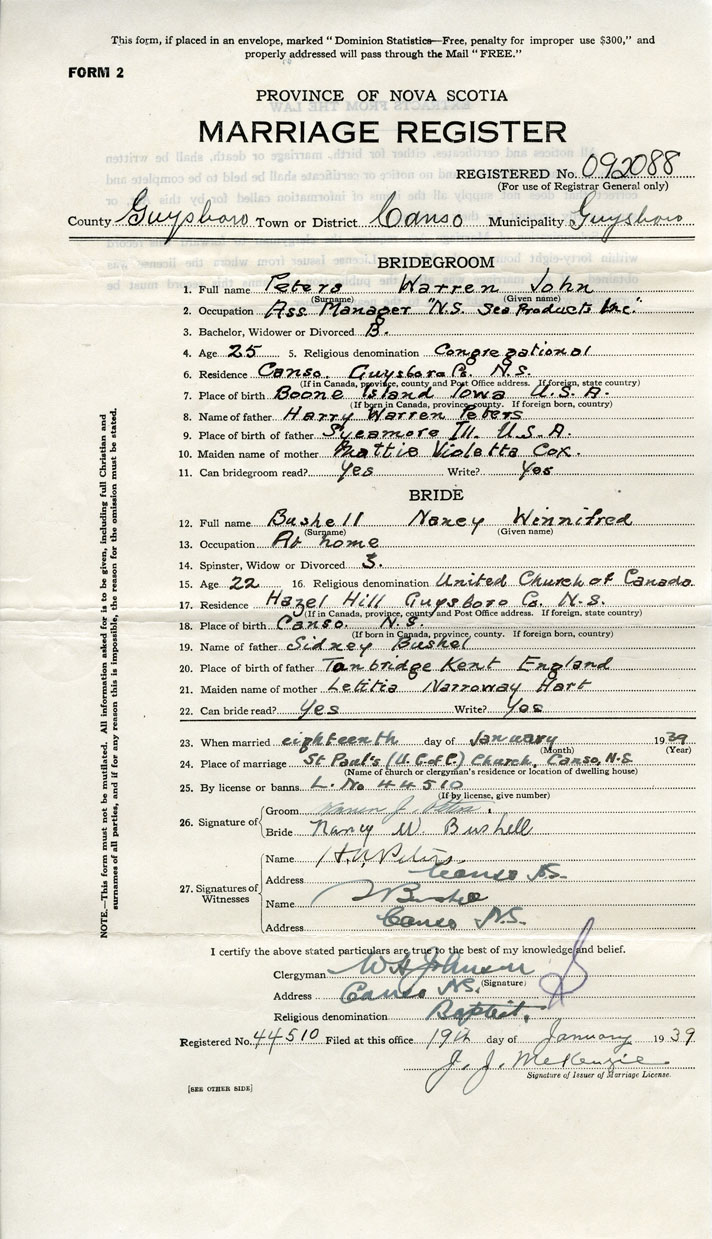 This form, if placed in an envelope, marked "Dominion Statistics—Free, penalty for improper use $300," and
properly addressed will pass through the Mail "FREE."
FORM 2
PROVINCE OF NOVA SCOTIA
MARRIAGE REGISTER
REGISTERED No. 092088
(For use of Registrar General only)
County Guysboro Town or District Canso Municipality Guysboro
BRIDEGROOM
1. Full name Peters Warren John
(Surname) (Given name)
2. Occupation Ass. Manager "N.S. Sea Products Inc."
3. Bachelor, Widower or Divorced B.
4. Age 25 5. Religious denomination Congregational
6. Residence Canso. Guysboro Co. N.S.
(If in Canada, province, county and Post Office address. If foreign, state country)
7. Place of birth Boone Island Iowa U.S.A.
(If born in Canada, province, county. If foreign born, country)
8. Name of father Harry Warren Peters
9. Place of birth of father Sycamore Ill. U.S.A.
10. Maiden name of mother Mattie Violetta Cox.
11. Can bridegroom read? Yes Write? Yes
BRIDE
12. Full name Bushell Nancy Winnifred
(Surname) (Given name)
13. Occupation At home
14. Spinster, Widow or Divorced S.
15. Age 22 16. Religious denomination United Church of Canada
17. Residence Hazel Hill Guysboro Co. N.S.
(If in Canada, province, county and Post Office address. If foreign, state country)
18. Place of birth Canso. N.S.
(If born in Canada, province, county. If foreign born, country)
19. Name of father Sidney Bushel
20. Place of birth of father Tonbridge Kent England
21. Maiden name of mother Letitia Narroway Hart
22. Can bride read? Yes Write? Yes
23. When married eighteenth day of January 1939
(Month) (Year)
24. Place of marriage St Paul's (U.C. of C.) Church, Canso, N.S
(Name of church or clergyman's residence or location of dwelling house)
25. By license or banns L. No 44510
(If by license, give number)
26. Signature of
Groom Warren J. Peters.
Bride Nancy W. Bushell
27. Signatures of Witnesses
Name H.W. Peters
Address Canso N.S.
Name
Address Canso N.S.
I certify the above stated particulars are true to the best of my knowledge and belief.
Clergyman W H Johnson
(Signature)
Address Canso N.S.
Religious denomination Baptist.
Registered No. 44510 Filed at this office 19th day of January 1939
J. J. McKenzie
Signature of Issuer of Marriage License.
[SEE OTHER SIDE]
NOTE.—This form must not be mutilated. All information asked for is to be given, including full Christian and
surnames of all parties, and if for any reason this is impossible, the reason for the omission must be stated.